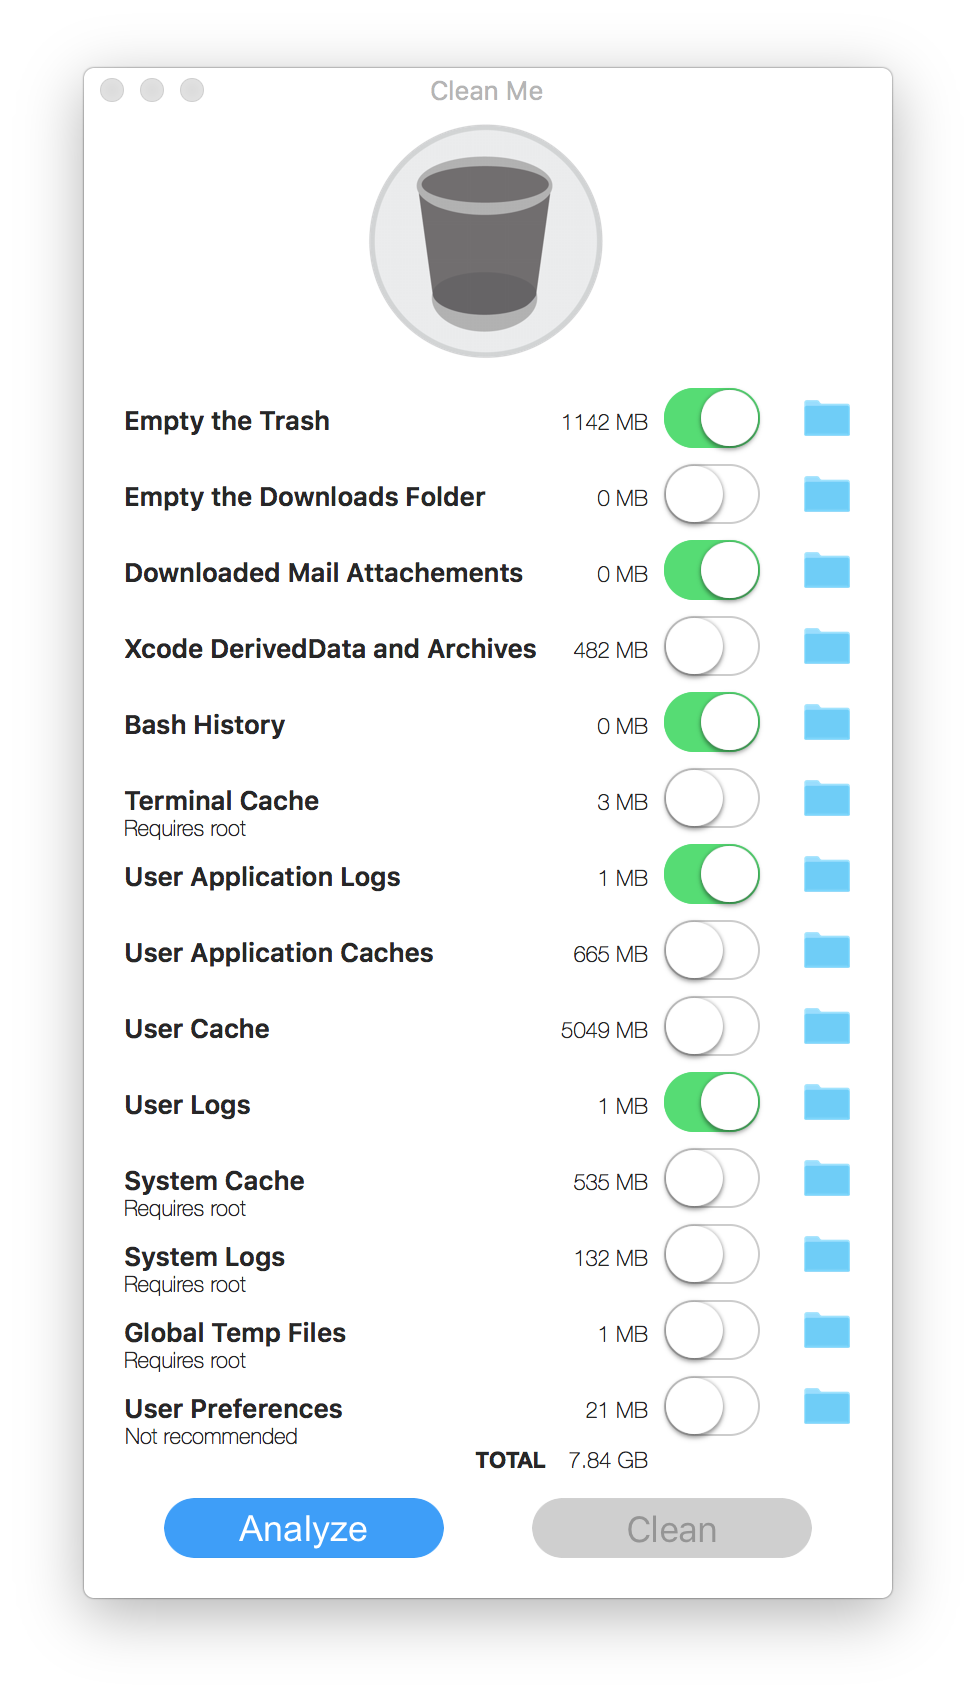 Clean Me
Empty the Trash 1142 MB
Empty the Downloads Folder 0 MB
Downloaded Mail Attachements 0 MB
Xcode DerivedData and Archives 482 MB
Bash History 0 MB
Terminal Cache 3 MB
Requires root
User Application Logs 1 MB
User Application Caches 665 MB
User Cache 5049 MB
User Logs 1 MB
System Cache 535 MB
Requires root
System Logs 132 MB
Requires root
Global Temp Files 1 MB
Requires root
User Preferences 21 MB
Not recommended
TOTAL 7.84 GB
Analyze Clean